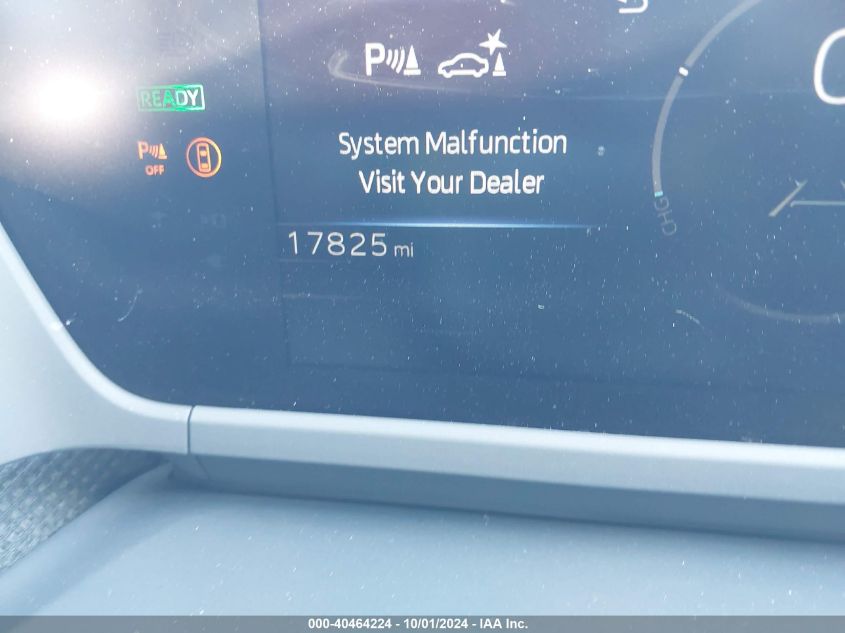 P
READY
P
OFF
System Malfunction
Visit Your Dealer
17825 mi
CHG
000-40464224 - 10/01/2024 - IAA Inc.